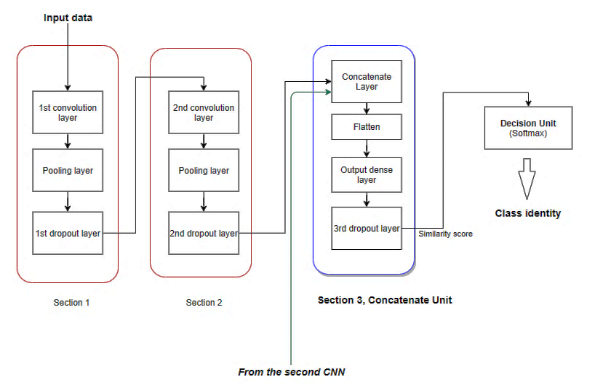 Input data
1st convolution
layer
Pooling layer
1st dropout layer
Section 1
2nd convolution
layer
Pooling layer
2nd dropout layer
Section 2
Concatenate
Layer
Flatten
Output dense
layer
3rd dropout layer
Similarity score
Section 3, Concatenate Unit
Decision Unit
(Softmax)
Class identity
From the second CNN